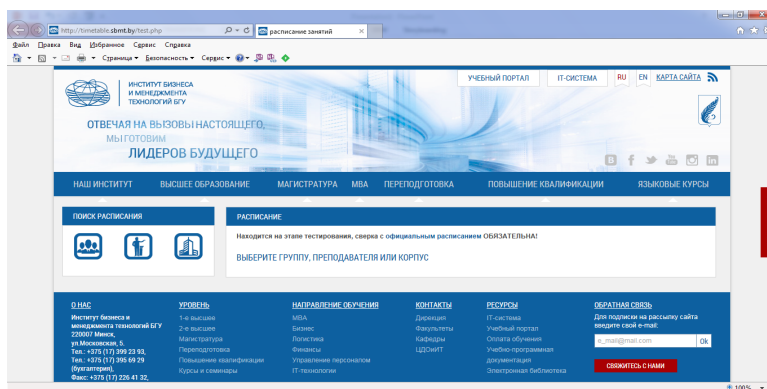 http://timetable.sbmt.by/test.php
расписание занятий
Файл Правка Вид Избранное Сервис Справка
Страница Безопасность Сервис
УЧЕБНЫЙ ПОРТАЛ IT-СИСТЕМА RU EN КАРТА САЙТА
ИНСТИТУТ БИЗНЕСА
И МЕНЕДЖМЕНТА
ТЕХНОЛОГИЙ БГУ
ОТВЕЧАЯ НА ВЫЗОВЫ НАСТОЯЩЕГО,
МЫ ГОТОВИМ
ЛИДЕРОВ БУДУЩЕГО
НАШ ИНСТИТУТ ВЫСШЕЕ ОБРАЗОВАНИЕ МАГИСТРАТУРА МВА ПЕРЕПОДГОТОВКА ПОВЫШЕНИЕ КВАЛИФИКАЦИИ ЯЗЫКОВЫЕ КУРСЫ
ПОИСК РАСПИСАНИЯ
РАСПИСАНИЕ
Находится на этапе тестирования, сверка с официальным расписанием ОБЯЗАТЕЛЬНА!
ВЫБЕРИТЕ ГРУППУ, ПРЕПОДАВАТЕЛЯ ИЛИ КОРПУС
О НАС
Институт бизнеса и
менеджмента технологий БГУ
220007 Минск,
ул.Московская, 5.
Тел.: +375 (17) 399 23 93,
Тел.: +375 (17) 395 69 29
(бухгалтерия),
Факс: +375 (17) 226 41 32,
УРОВЕНЬ
1-е высшее
2-е высшее
Магистратура
Переподготовка
Повышение квалификации
Курсы и семинары
НАПРАВЛЕНИЕ ОБУЧЕНИЯ
МВА
Бизнес
Логистика
Финансы
Управление персоналом
IT-технологии
КОНТАКТЫ
Дирекция
Факультеты
Кафедры
ЦДОиИТ
РЕСУРСЫ
IT-система
Учебный портал
Оплата обучения
Учебно-программная
документация
Электронная библиотека
ОБРАТНАЯ СВЯЗЬ
Для подписки на рассылку сайта
введите свой e-mail:
e_mail@mail.com Ok
СВЯЖИТЕСЬ С НАМИ
100%